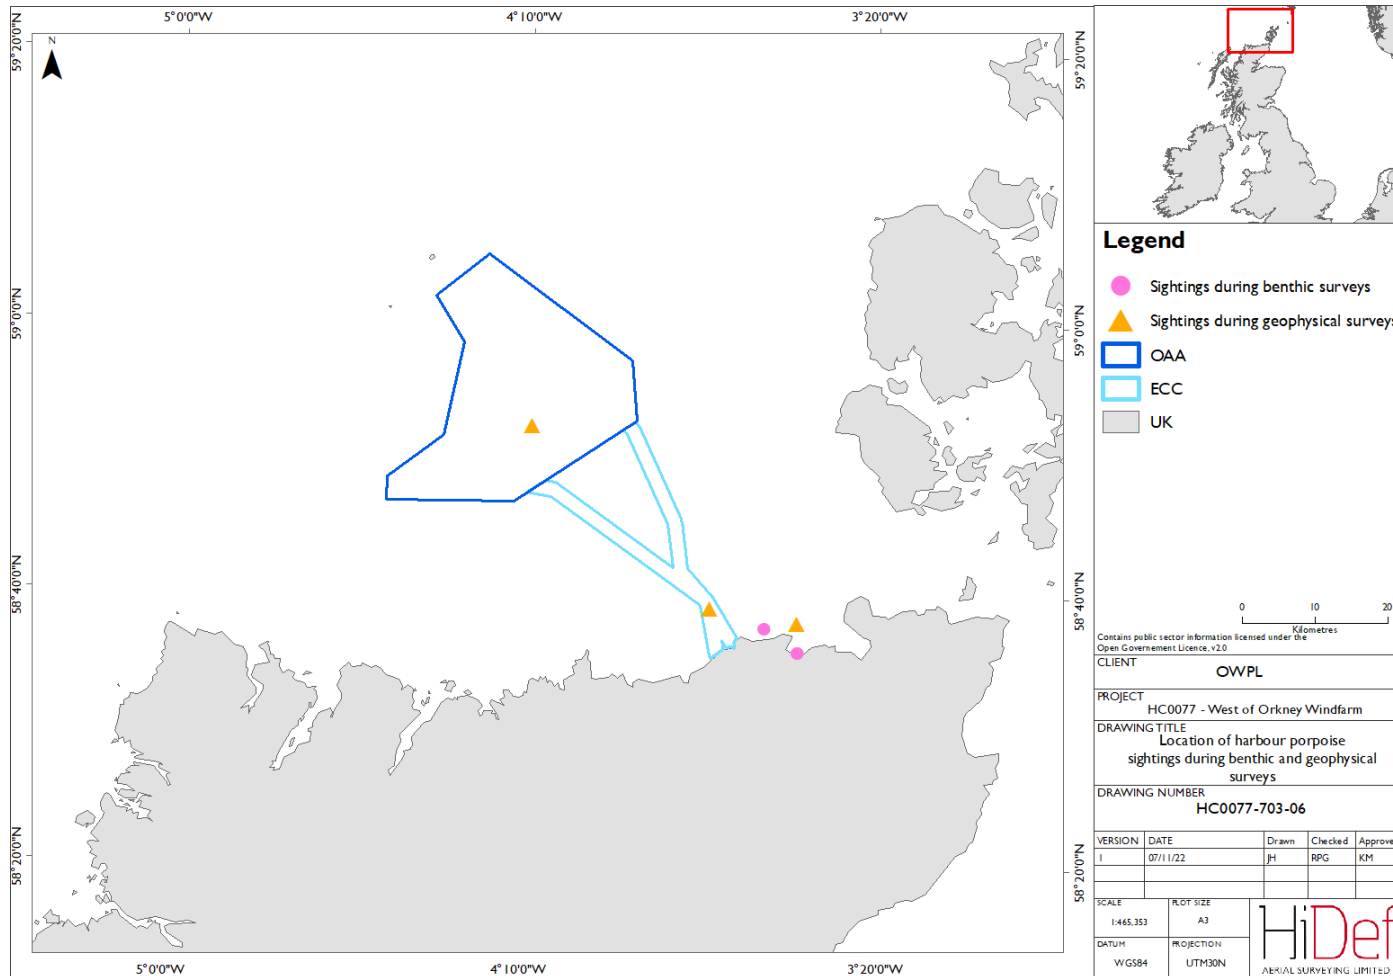 5°0'0"W 4°10'0"W 3°20'0"W
59°20'0"N
59°20'0"N
N
59°0'0"N
59°0'0"N
58°40'0"N
58°40'0"N
58°20'0"N
58°20'0"N
5°0'0"W 4°10'0"W 3°20'0"W
Legend
Sightings during benthic surveys
Sightings during geophysical surveys
OAA
ECC
UK
0 10 20
Kilometres
Contains public sector information licensed under the
Open Governement Licence, v2.0
CLIENT
OWPL
PROJECT
HC0077 - West of Orkney Windfarm
DRAWING TITLE
Location of harbour porpoise
sightings during benthic and geophysical
surveys
DRAWING NUMBER
HC0077-703-06
VERSION DATE Drawn Checked Approve
1 07/11/22 JH RPG KM
SCALE PLOT SIZE
1:465,353 A3
DATUM PROJECTION
WGS84 UTM30N
HiDef
AERIAL SURVEYING LIMITED